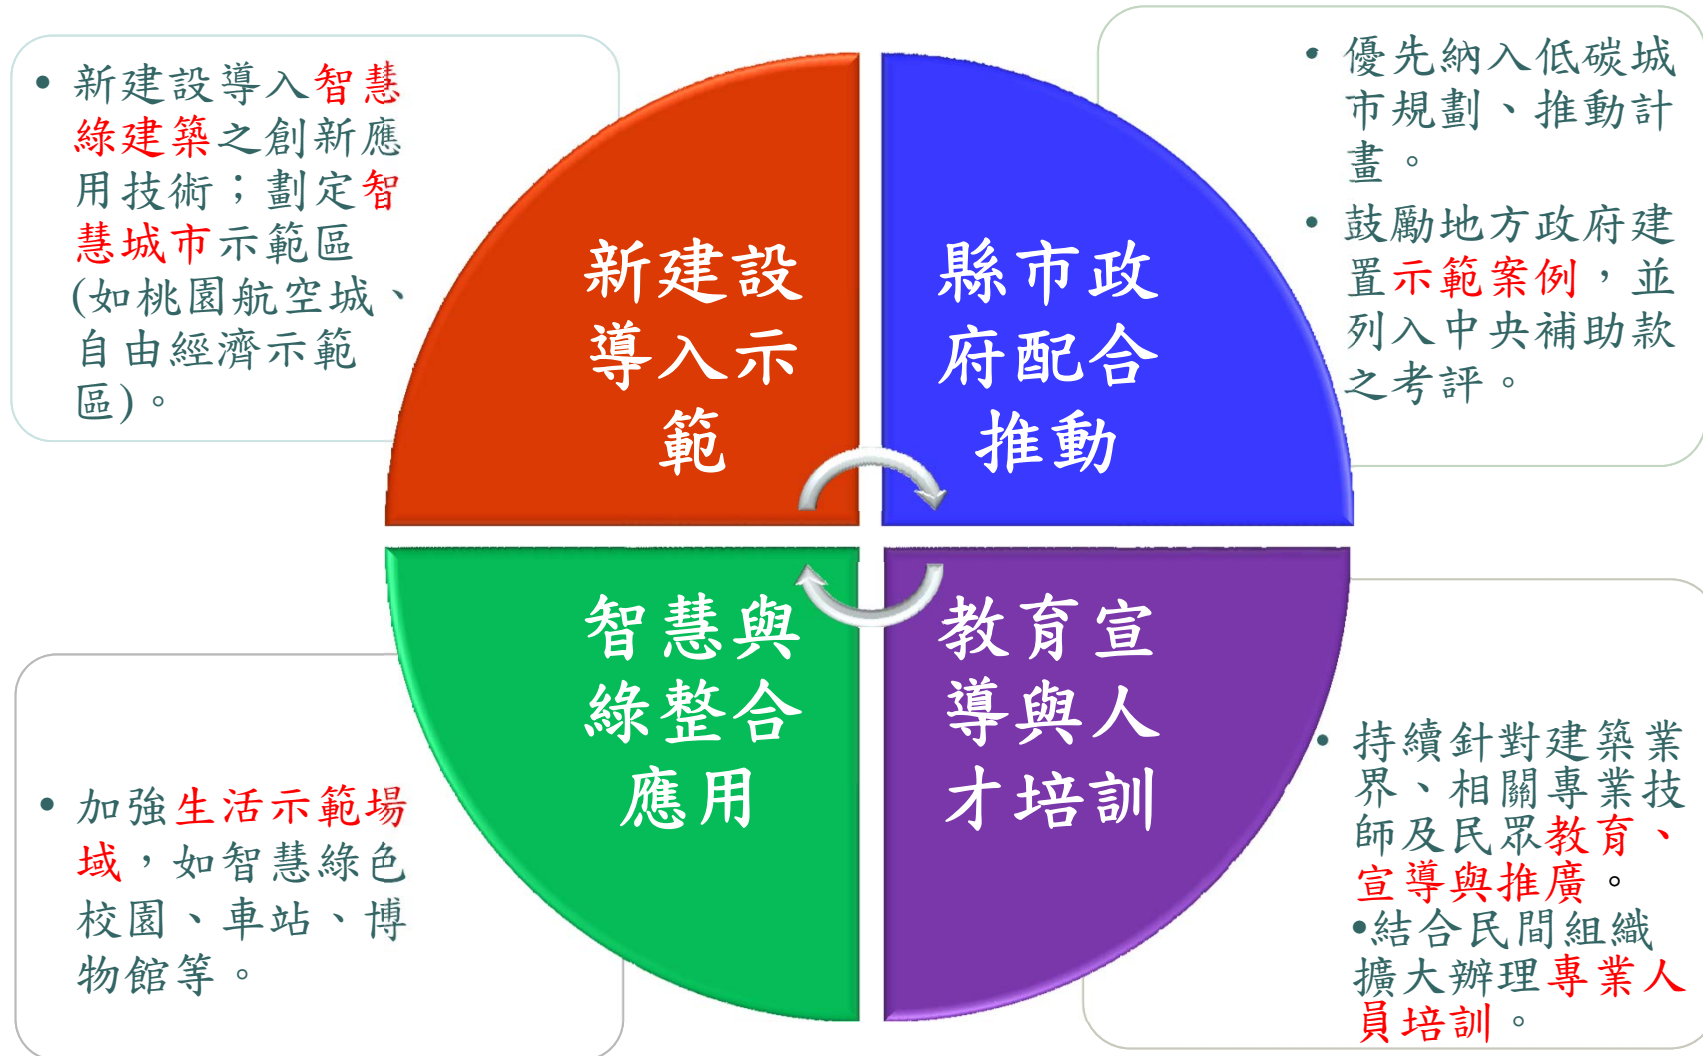 • 新建設導入智慧
綠建築之創新應
用技術；劃定智
慧城市示範區
(如桃園航空城、
自由經濟示範
區)。
新建設
導入示
範
縣市政
府配合
推動
• 優先納入低碳城
市規劃、推動計
畫。
• 鼓勵地方政府建
置示範案例，並
列入中央補助款
之考評。
智慧與
綠整合
應用
教育宣
導與人
才培訓
• 加強生活示範場
域，如智慧綠色
校園、車站、博
物館等。
• 持續針對建築業
界、相關專業技
師及民眾教育、
宣導與推廣。
•結合民間組織
擴大辦理專業人
員培訓。